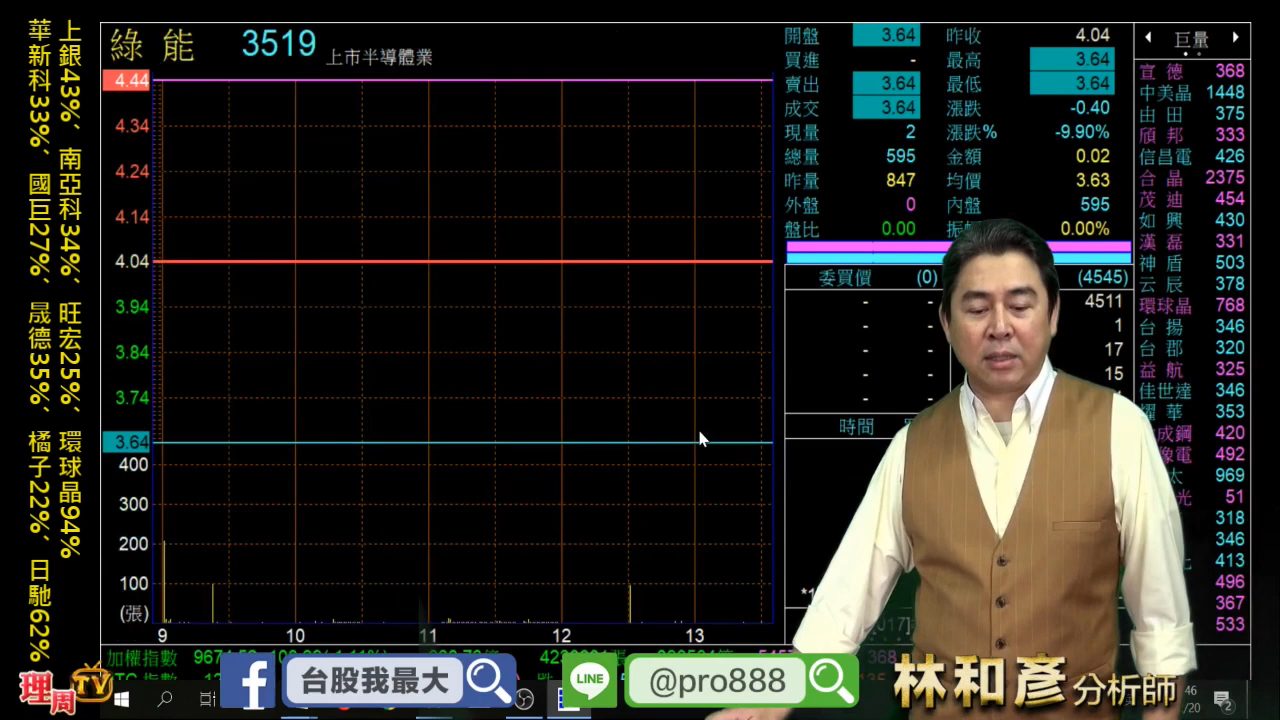 上銀43%、南亞科34%、旺宏25%、環球晶94%
華新科33%、國巨27%、晟德35%、橘子22%、日馳62%
綠能 3519 上市半導體業
4.44
4.34
4.24
4.14
4.04
3.94
3.84
3.74
3.64
400
300
200
100
(張)
9 10 11 12 13
開盤 3.64 昨收 4.04
買進 - 最高 3.64
賣出 3.64 最低 3.64
成交 3.64 漲跌 -0.40
現量 2 漲跌% -9.90%
總量 595 金額 0.02
昨量 847 均價 3.63
外盤 0 內盤 595
盤比 0.00 0.00%
委買價 (0) (4545)
- - 4511
- - 1
- - 17
- - 15
- -
時間
巨量
宣德 368
中美晶 1448
由田 375
頎邦 333
信昌電 426
合晶 2375
茂迪 454
如興 430
漢磊 331
神盾 503
云辰 378
環球晶 768
台揚 346
台郡 320
益航 325
佳世達 346
耀華 353
成鋼 420
像電 492
太 969
光 51
318
346
413
496
367
533
加權指數
理周TV
台股我最大
LINE
@pro888
林和彥分析師